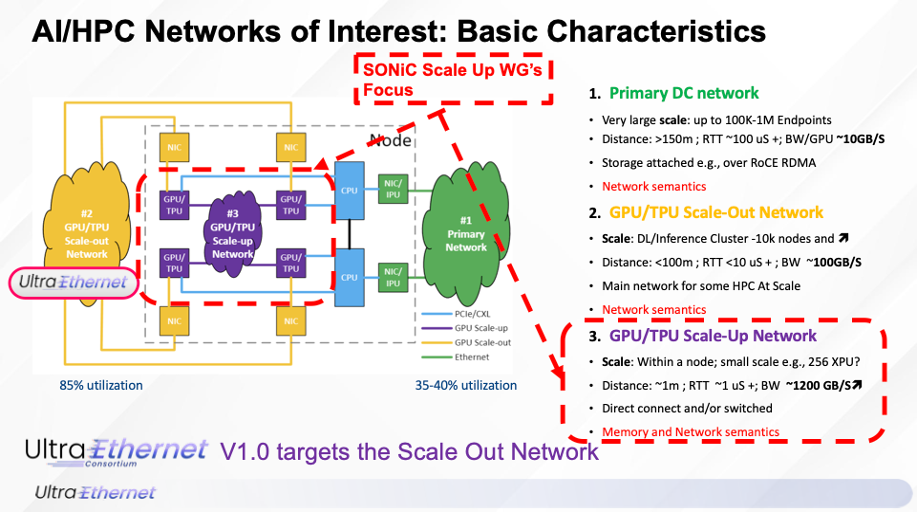 AI/HPC Networks of Interest: Basic Characteristics
SONiC Scale Up WG's
Focus
Node
NIC
NIC
GPU/
TPU
GPU/
TPU
CPU
NIC/
IPU
#2
GPU/TPU
Scale-out
Network
#3
GPU/TPU
Scale-up
Network
#1
Primary
Network
GPU/
TPU
GPU/
TPU
CPU
NIC/
IPU
Ultra Ethernet
NIC
NIC
PCIe/CXL
GPU Scale-up
GPU Scale-out
Ethernet
85% utilization
35-40% utilization
1. Primary DC network
• Very large scale: up to 100K-1M Endpoints
• Distance: >150m ; RTT ~100 uS +; BW/GPU ~10GB/S
• Storage attached e.g., over RoCE RDMA
• Network semantics
2. GPU/TPU Scale-Out Network
• Scale: DL/Inference Cluster -10k nodes and ↗
• Distance: <100m ; RTT <10 uS + ; BW ~100GB/S
• Main network for some HPC At Scale
• Network semantics
3. GPU/TPU Scale-Up Network
• Scale: Within a node; small scale e.g., 256 XPU?
• Distance: ~1m ; RTT ~1 uS +; BW ~1200 GB/S↗
• Direct connect and/or switched
• Memory and Network semantics
Ultra Ethernet
Consortium
V1.0 targets the Scale Out Network
Ultra Ethernet